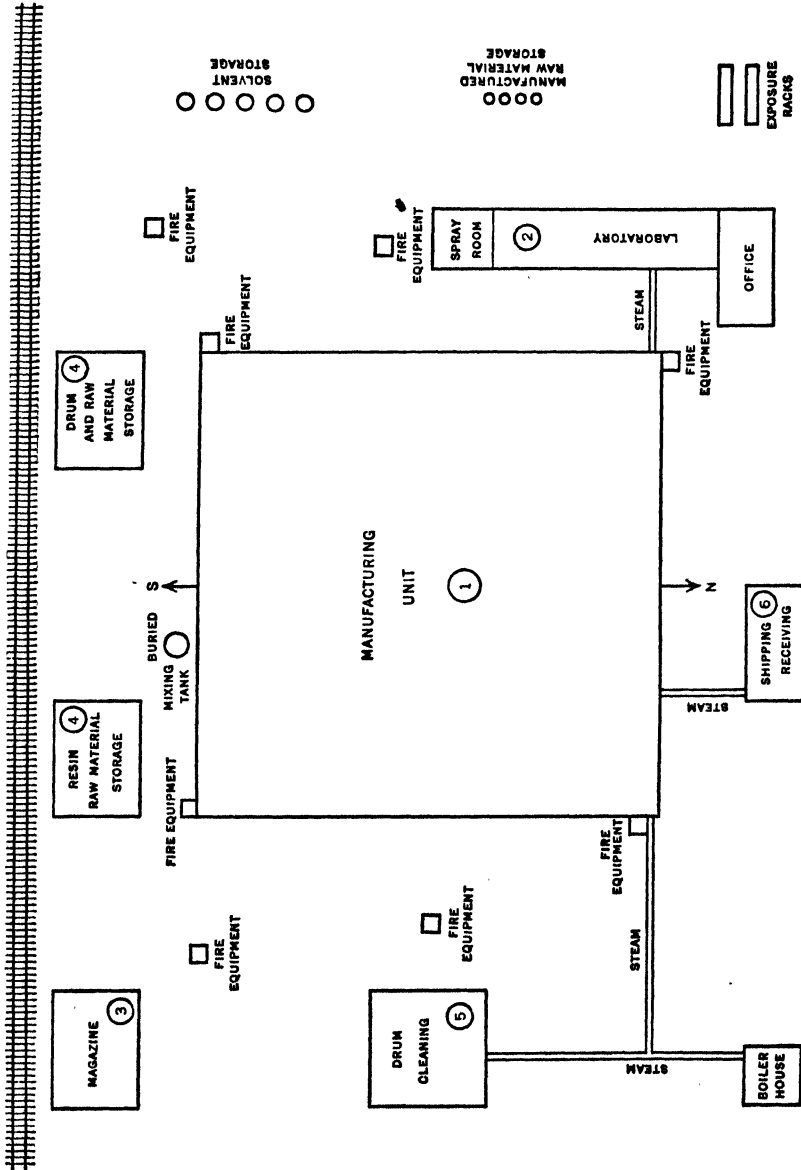 SOLVENT
STORAGE
MANUFACTURED
RAW MATERIAL
STORAGE
EXPOSURE
RACKS
FIRE
EQUIPMENT
FIRE
EQUIPMENT
SPRAY
ROOM
2
LABORATORY
OFFICE
STEAM
FIRE
EQUIPMENT
FIRE
EQUIPMENT
DRUM 4
AND RAW
MATERIAL
STORAGE
S
BURIED
MIXING
TANK
MANUFACTURING
UNIT
1
N
SHIPPING 6
RECEIVING
STEAM
RESIN 4
RAW MATERIAL
STORAGE
FIRE EQUIPMENT
FIRE
EQUIPMENT
FIRE
EQUIPMENT
FIRE
EQUIPMENT
STEAM
MAGAZINE
3
DRUM
CLEANING
5
STEAM
BOILER
HOUSE